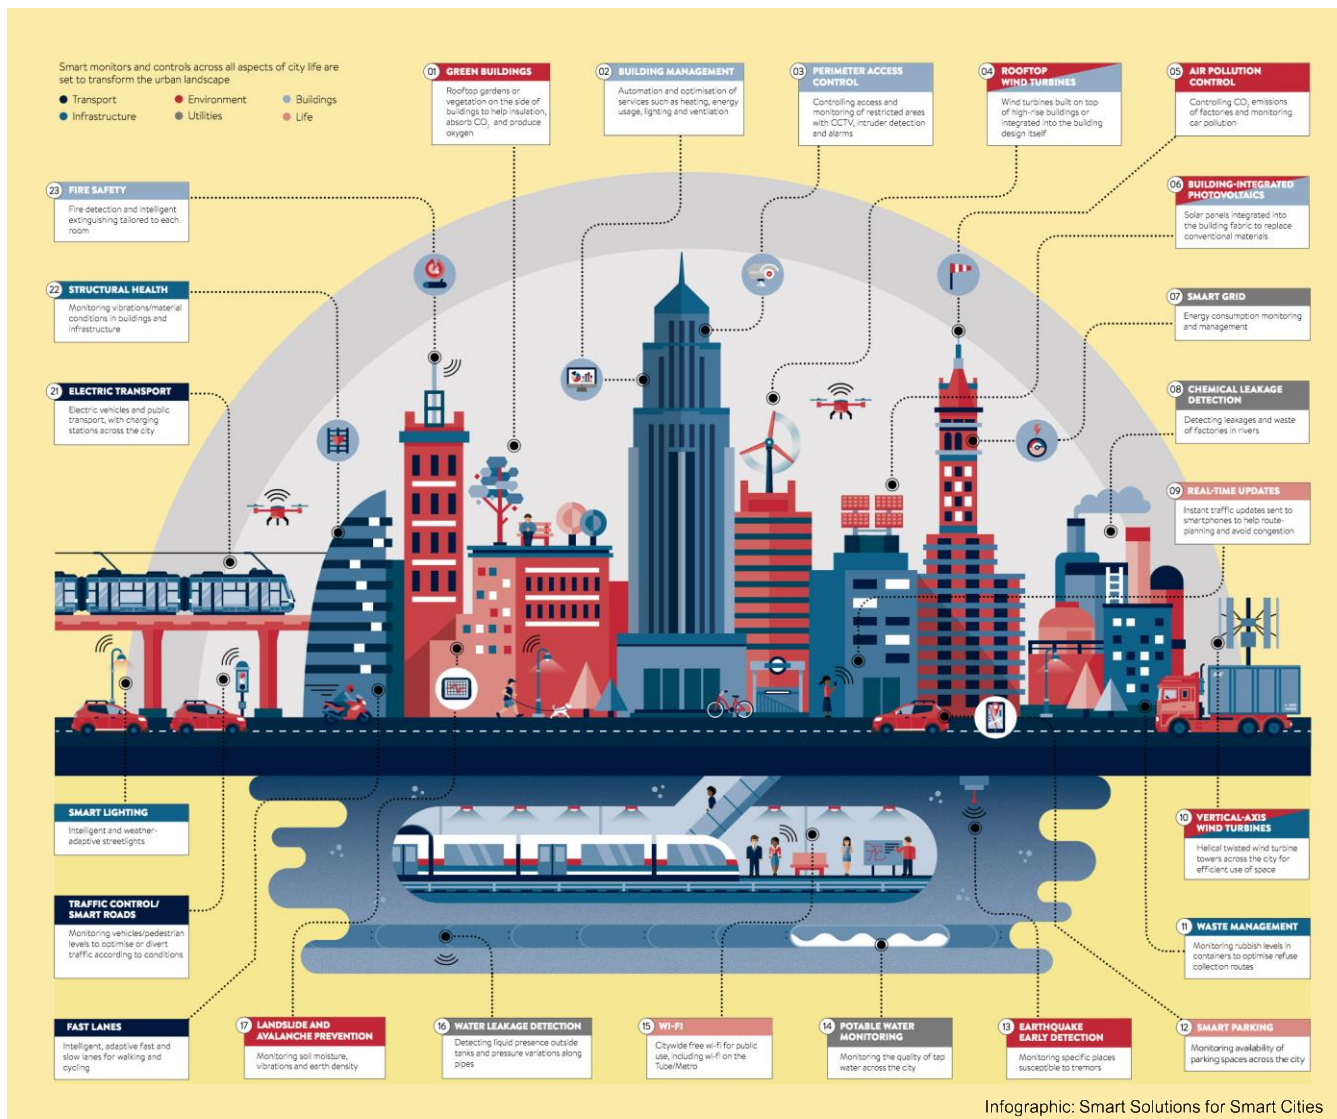 Smart monitors and controls across all aspects of city life are
set to transform the urban landscape
Transport
Environment
Buildings
Infrastructure
Utilities
Life
01 GREEN BUILDINGS
Rooftop gardens or
vegetation on the side of
buildings to help insulation,
absorb CO2 and produce
oxygen
02 BUILDING MANAGEMENT
Automation and optimisation of
services such as heating, energy
usage, lighting and ventilation
03 PERIMETER ACCESS
CONTROL
Controlling access and
monitoring of restricted areas
with CCTV, intruder detection
and alarms
04 ROOFTOP
WIND TURBINES
Wind turbines built on top
of high-rise buildings or
integrated into the building
design itself
05 AIR POLLUTION
CONTROL
Controlling CO2 emissions
of factories and monitoring
car pollution
06 BUILDING-INTEGRATED
PHOTOVOLTAICS
Solar panels integrated into
the building fabric to replace
conventional materials
07 SMART GRID
Energy consumption monitoring
and management
08 CHEMICAL LEAKAGE
DETECTION
Detecting leakages and waste
of factories in rivers
09 REAL-TIME UPDATES
Instant traffic updates sent to
smartphones to help route-
planning and avoid congestion
10 VERTICAL-AXIS
WIND TURBINES
Helical twisted wind turbine
towers across the city for
efficient use of space
11 WASTE MANAGEMENT
Monitoring rubbish levels in
containers to optimise refuse
collection routes
12 SMART PARKING
Monitoring availability of
parking spaces across the city
13 EARTHQUAKE
EARLY DETECTION
Monitoring specific places
susceptible to tremors
14 POTABLE WATER
MONITORING
Monitoring the quality of tap
water across the city
15 WI-FI
Citywide free wi-fi for public
use, including wi-fi on the
Tube/Metro
16 WATER LEAKAGE DETECTION
Detecting liquid presence outside
tanks and pressure variations along
pipes
17 LANDSLIDE AND
AVALANCHE PREVENTION
Monitoring soil moisture,
vibrations and earth density
FAST LANES
Intelligent, adaptive fast and
slow lanes for walking and
cycling
TRAFFIC CONTROL/
SMART ROADS
Monitoring vehicles/pedestrian
levels to optimise or divert
traffic according to conditions
SMART LIGHTING
Intelligent and weather-
adaptive streetlights
21 ELECTRIC TRANSPORT
Electric vehicles and public
transport, with charging
stations across the city
22 STRUCTURAL HEALTH
Monitoring vibrations/material
conditions in buildings and
infrastructure
23 FIRE SAFETY
Fire detection and intelligent
extinguishing tailored to each
room
Infographic: Smart Solutions for Smart Cities